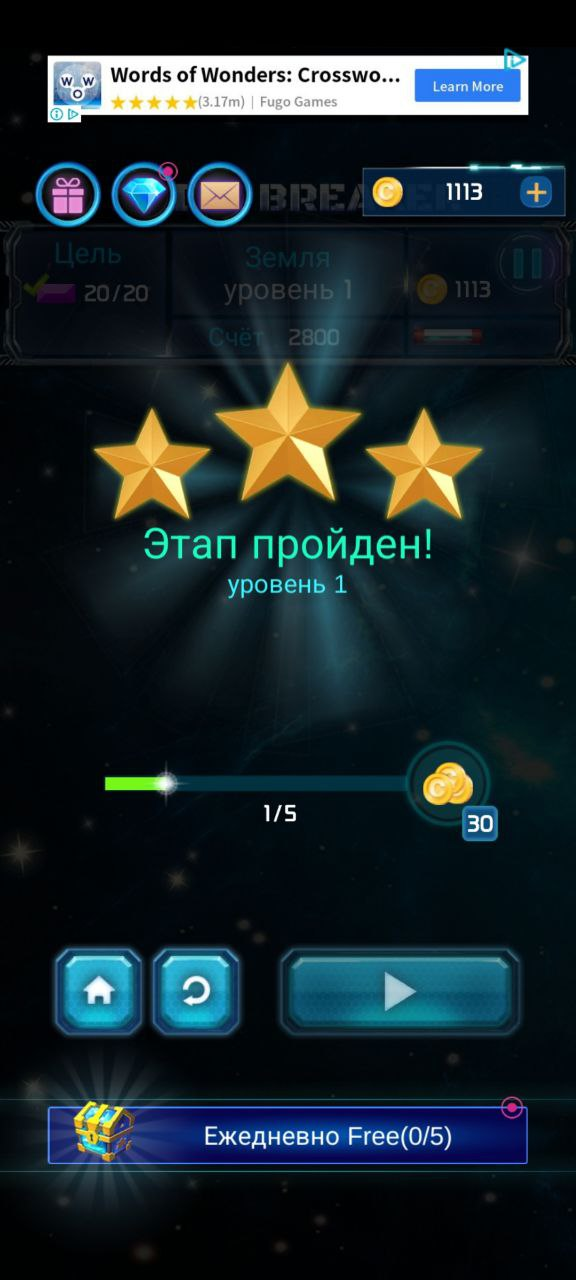 Words of Wonders: Crosswo...
(3.17m) | Fugo Games
Learn More
WOW
1113
Цель
Земля
20/20
уровень 1
1113
Счёт 2800
Этап пройден!
уровень 1
1/5
30
Ежедневно Free(0/5)